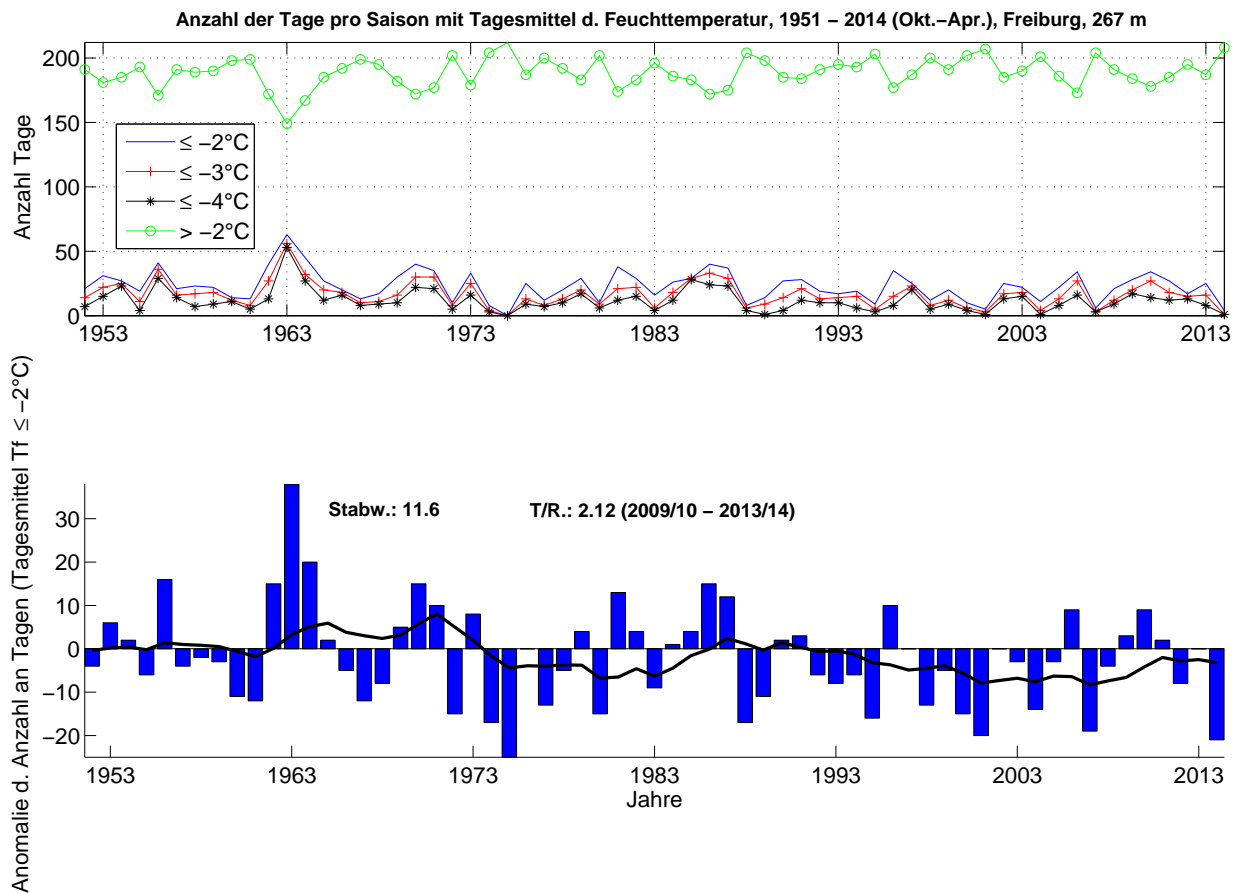 Anzahl der Tage pro Saison mit Tagesmittel d. Feuchttemperatur, 1951 − 2014 (Okt.−Apr.), Freiburg, 267 m
Anzahl Tage
200
150
100
50
0
≤ −2°C
≤ −3°C
≤ −4°C
> −2°C
1953 1963 1973 1983 1993 2003 2013
Anomalie d. Anzahl an Tagen (Tagesmittel Tf ≤ −2°C)
Stabw.: 11.6 T/R.: 2.12 (2009/10 − 2013/14)
30
20
10
0
−10
−20
1953 1963 1973 1983 1993 2003 2013
Jahre